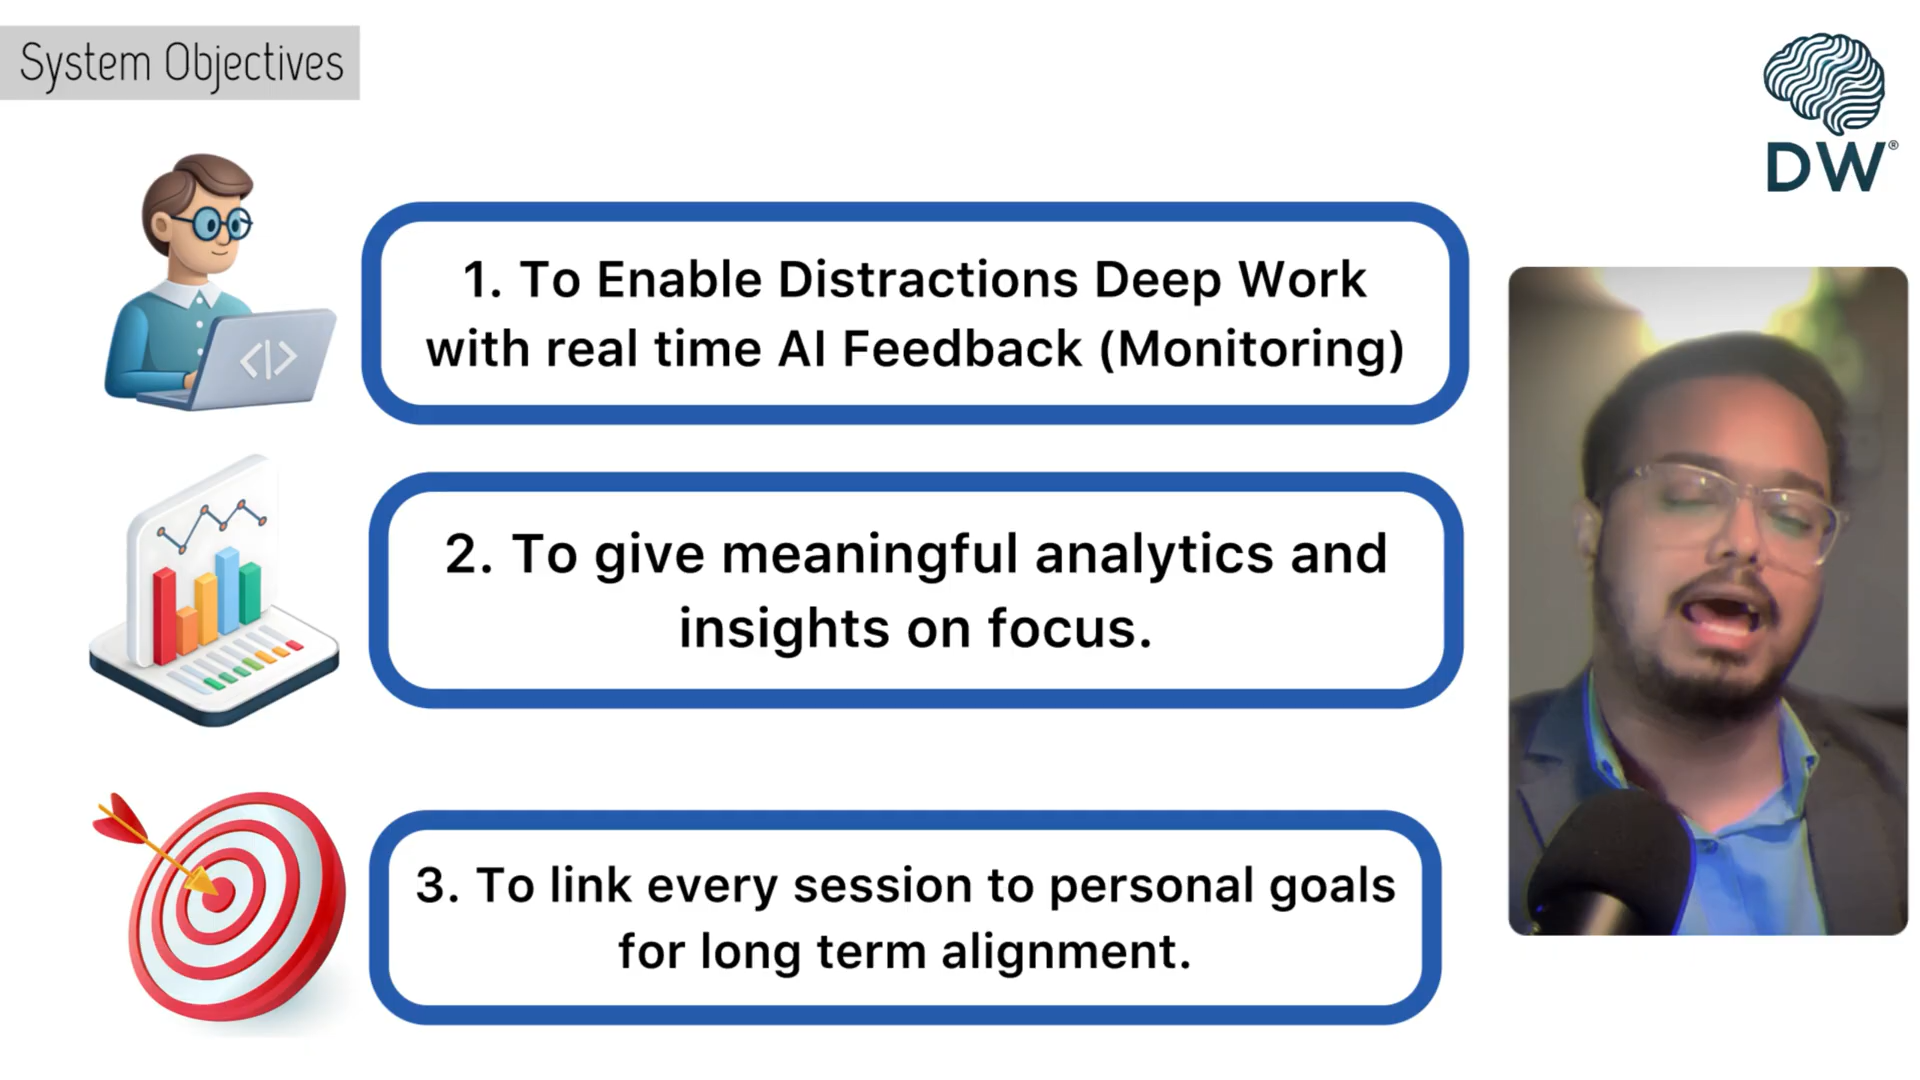 System Objectives
DW®
1. To Enable Distractions Deep Work
with real time AI Feedback (Monitoring)
</>
2. To give meaningful analytics and
insights on focus.
3. To link every session to personal goals
for long term alignment.